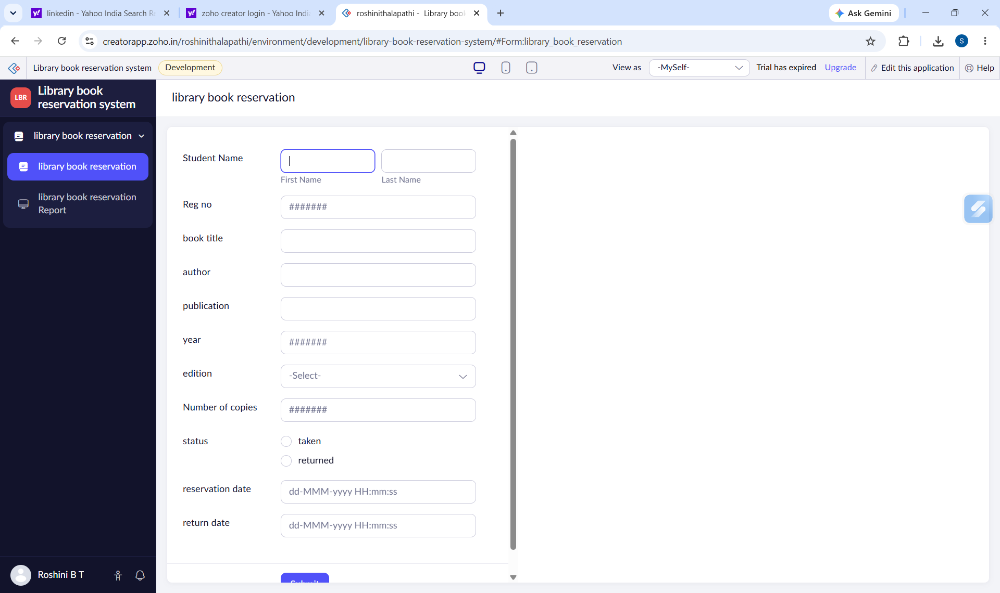 linkedin - Yahoo India Search Re
zoho creator login - Yahoo India
roshinithalapathi - Library book
Ask Gemini
creatorapp.zoho.in/roshinithalapathi/environment/development/library-book-reservation-system/#Form:library_book_reservation
S
Library book reservation system
Development
View as
-MySelf-
Trial has expired
Upgrade
Edit this application
Help
LBR
Library book
reservation system
library book reservation
library book reservation
library book reservation
Report
library book reservation
Student Name
First Name
Last Name
Reg no
#######
book title
author
publication
year
#######
edition
-Select-
Number of copies
#######
status
taken
returned
reservation date
dd-MMM-yyyy HH:mm:ss
return date
dd-MMM-yyyy HH:mm:ss
Submit
Roshini B T